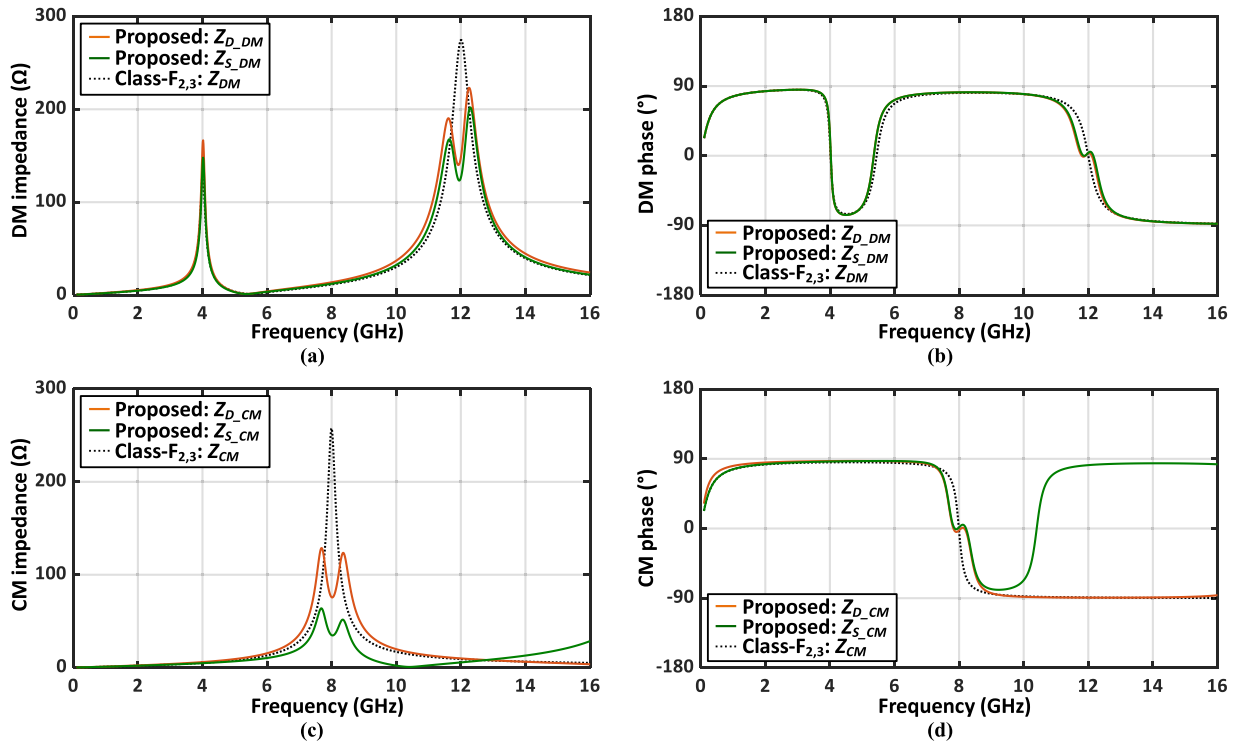 300
200
100
0
DM impedance (Ω)
Proposed: Z_D_DM
Proposed: Z_S_DM
Class-F2,3: Z_DM
0 2 4 6 8 10 12 14 16
Frequency (GHz)
(a)
180
90
0
-90
-180
DM phase (°)
Proposed: Z_D_DM
Proposed: Z_S_DM
Class-F2,3: Z_DM
0 2 4 6 8 10 12 14 16
Frequency (GHz)
(b)
300
200
100
0
CM impedance (Ω)
Proposed: Z_D_CM
Proposed: Z_S_CM
Class-F2,3: Z_CM
0 2 4 6 8 10 12 14 16
Frequency (GHz)
(c)
180
90
0
-90
-180
CM phase (°)
Proposed: Z_D_CM
Proposed: Z_S_CM
Class-F2,3: Z_CM
0 2 4 6 8 10 12 14 16
Frequency (GHz)
(d)